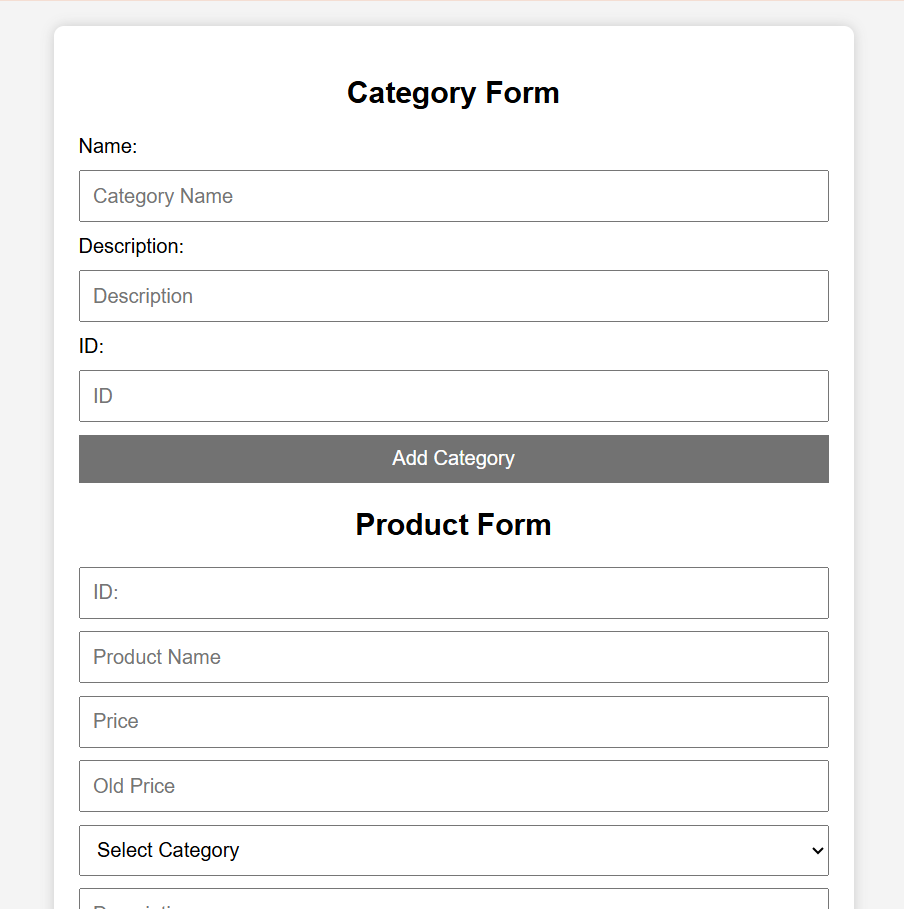 Category Form
Name:
Category Name
Description:
Description
ID:
ID
Add Category
Product Form
ID:
Product Name
Price
Old Price
Select Category